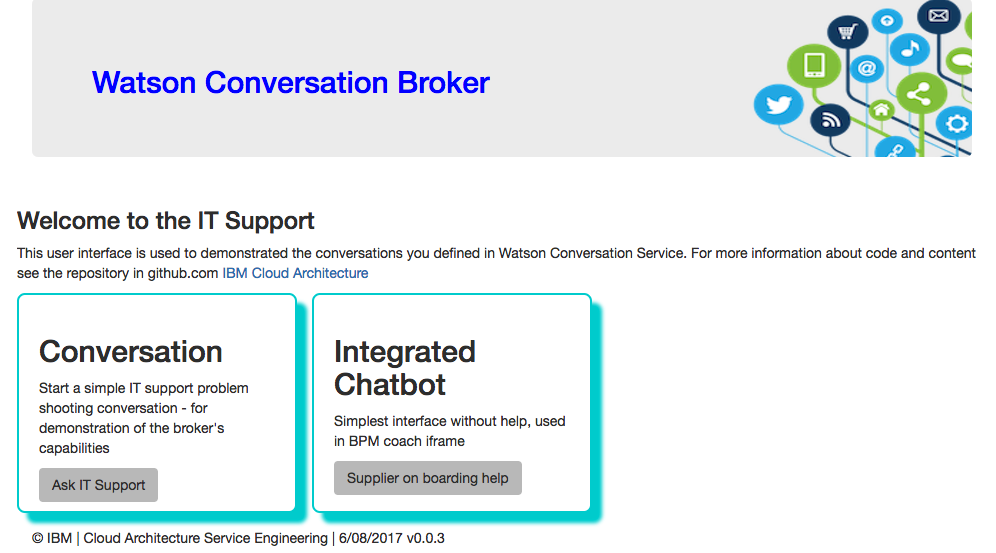 Watson Conversation Broker
Welcome to the IT Support
This user interface is used to demonstrated the conversations you defined in Watson Conversation Service. For more information about code and content
see the repository in github.com IBM Cloud Architecture
Conversation
Start a simple IT support problem
shooting conversation - for
demonstration of the broker's
capabilities
Ask IT Support
Integrated
Chatbot
Simplest interface without help, used
in BPM coach iframe
Supplier on boarding help
© IBM | Cloud Architecture Service Engineering | 6/08/2017 v0.0.3